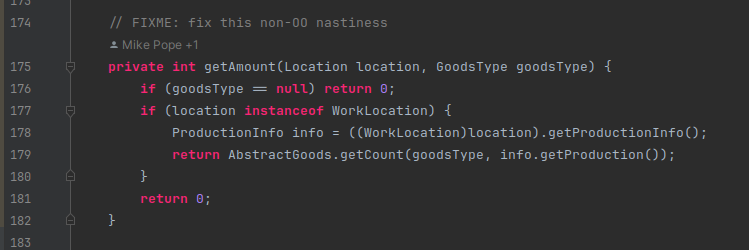 173
174 // FIXME: fix this non-OO nastiness
Mike Pope +1
175 private int getAmount(Location location, GoodsType goodsType) {
176 if (goodsType == null) return 0;
177 if (location instanceof WorkLocation) {
178 ProductionInfo info = ((WorkLocation)location).getProductionInfo();
179 return AbstractGoods.getCount(goodsType, info.getProduction());
180 }
181 return 0;
182 }
183